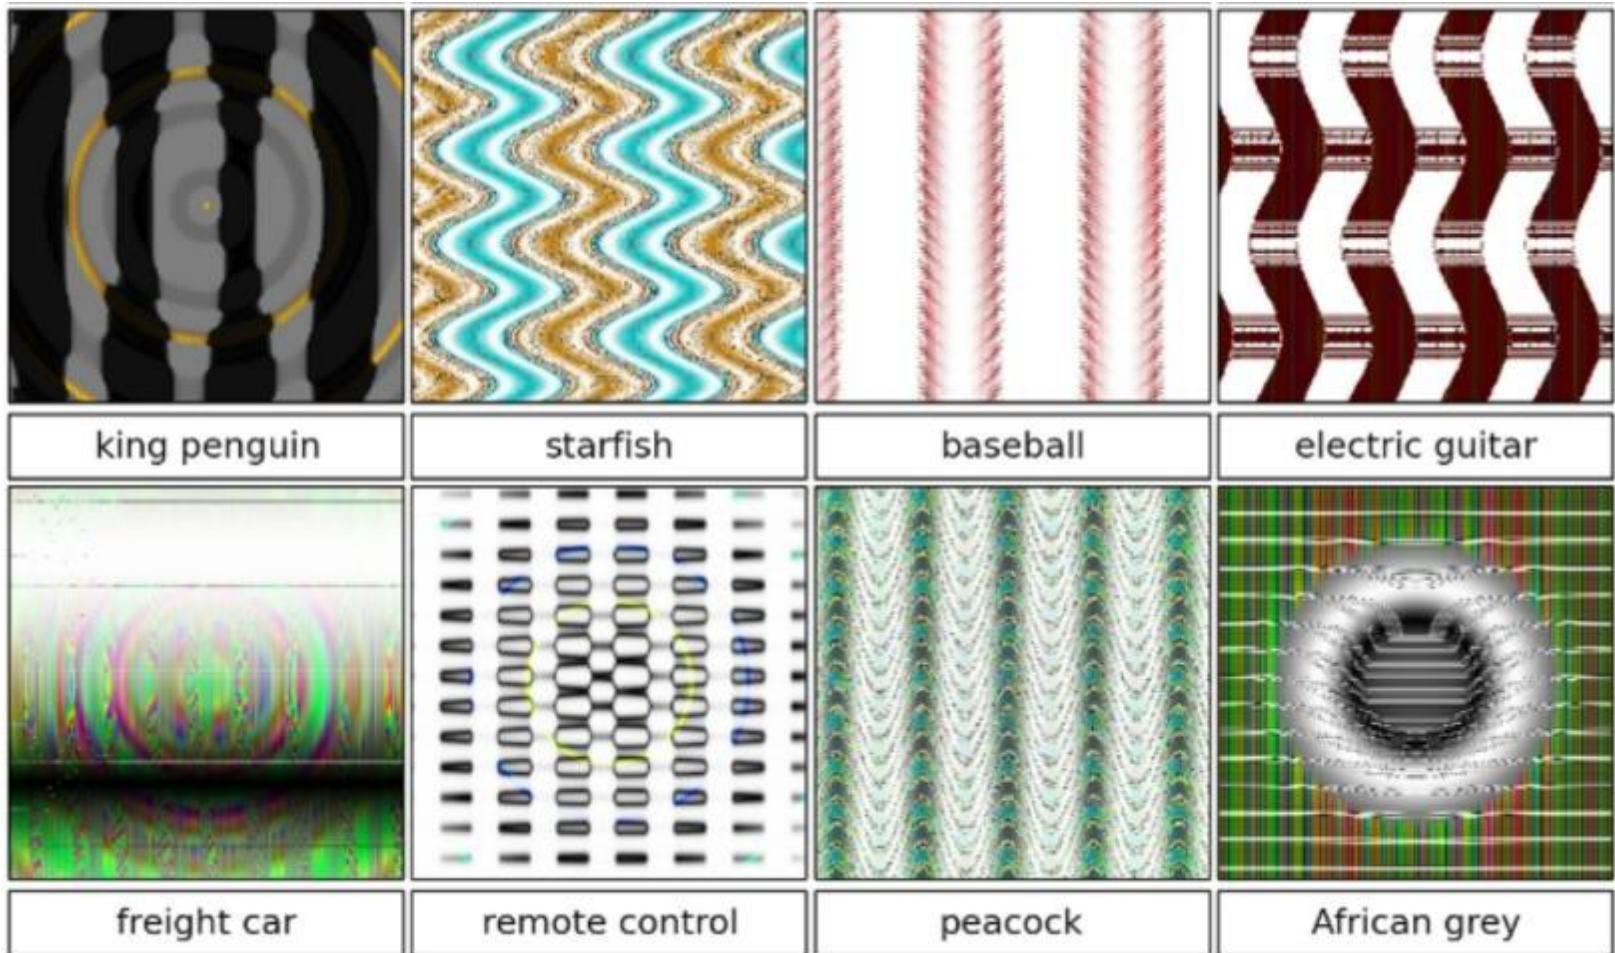 king penguin
starfish
baseball
electric guitar
freight car
remote control
peacock
African grey